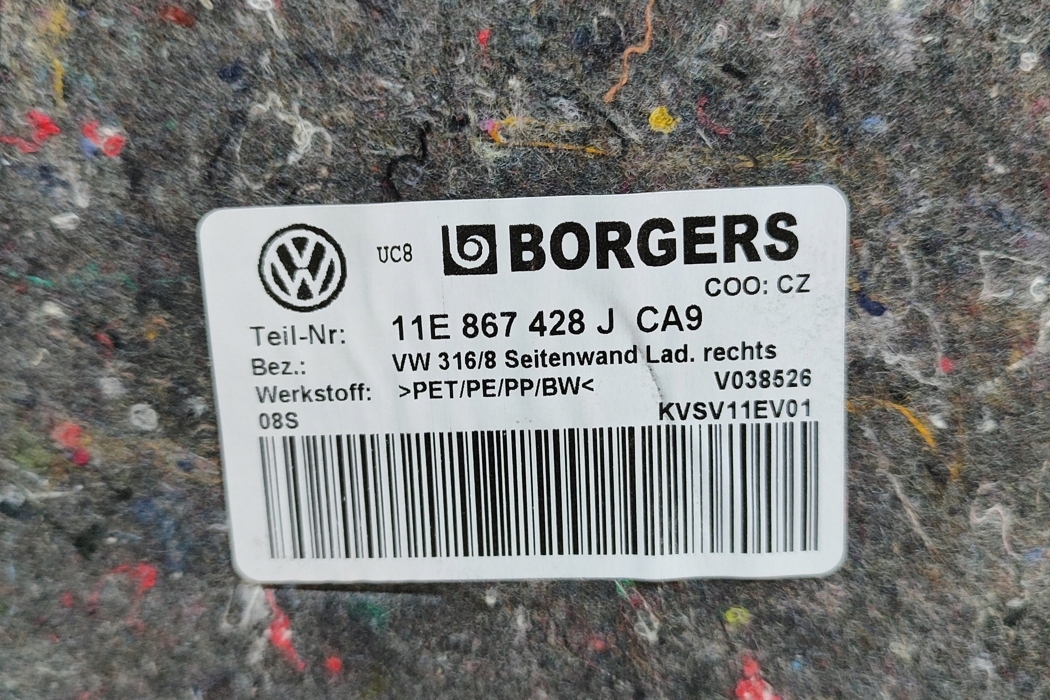 UC8 BORGERS
COO: CZ
Teil-Nr: 11E 867 428 J CA9
Bez.: VW 316/8 Seitenwand Lad. rechts
Werkstoff: >PET/PE/PP/BW< V038526
08S KVSV11EV01